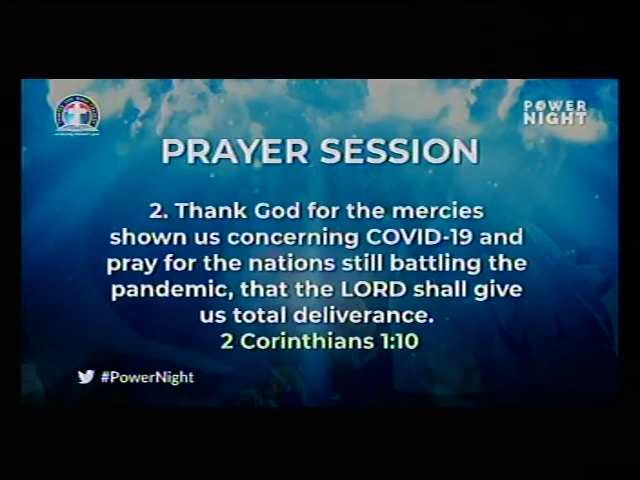 POWER
NIGHT
PRAYER SESSION
2. Thank God for the mercies
shown us concerning COVID-19 and
pray for the nations still battling the
pandemic, that the LORD shall give
us total deliverance.
2 Corinthians 1:10
#PowerNight